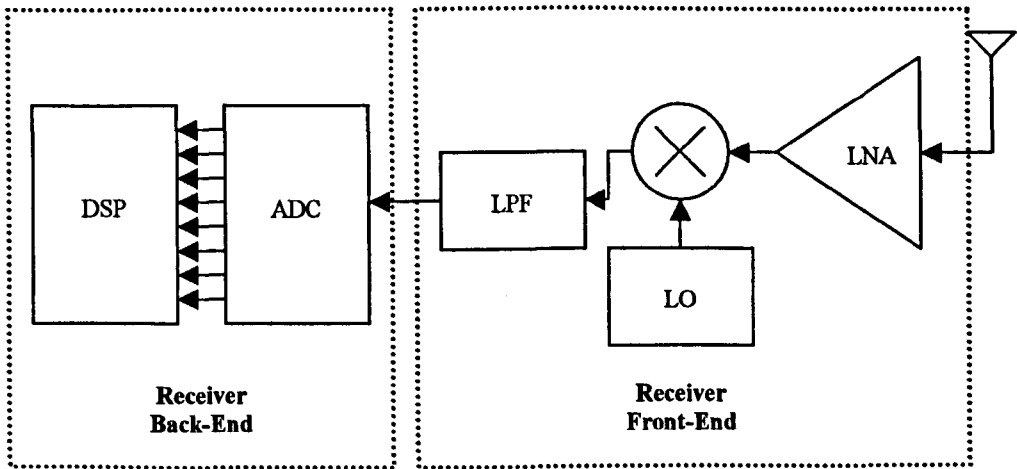 DSP
ADC
LPF
LNA
LO
Receiver
Back-End
Receiver
Front-End